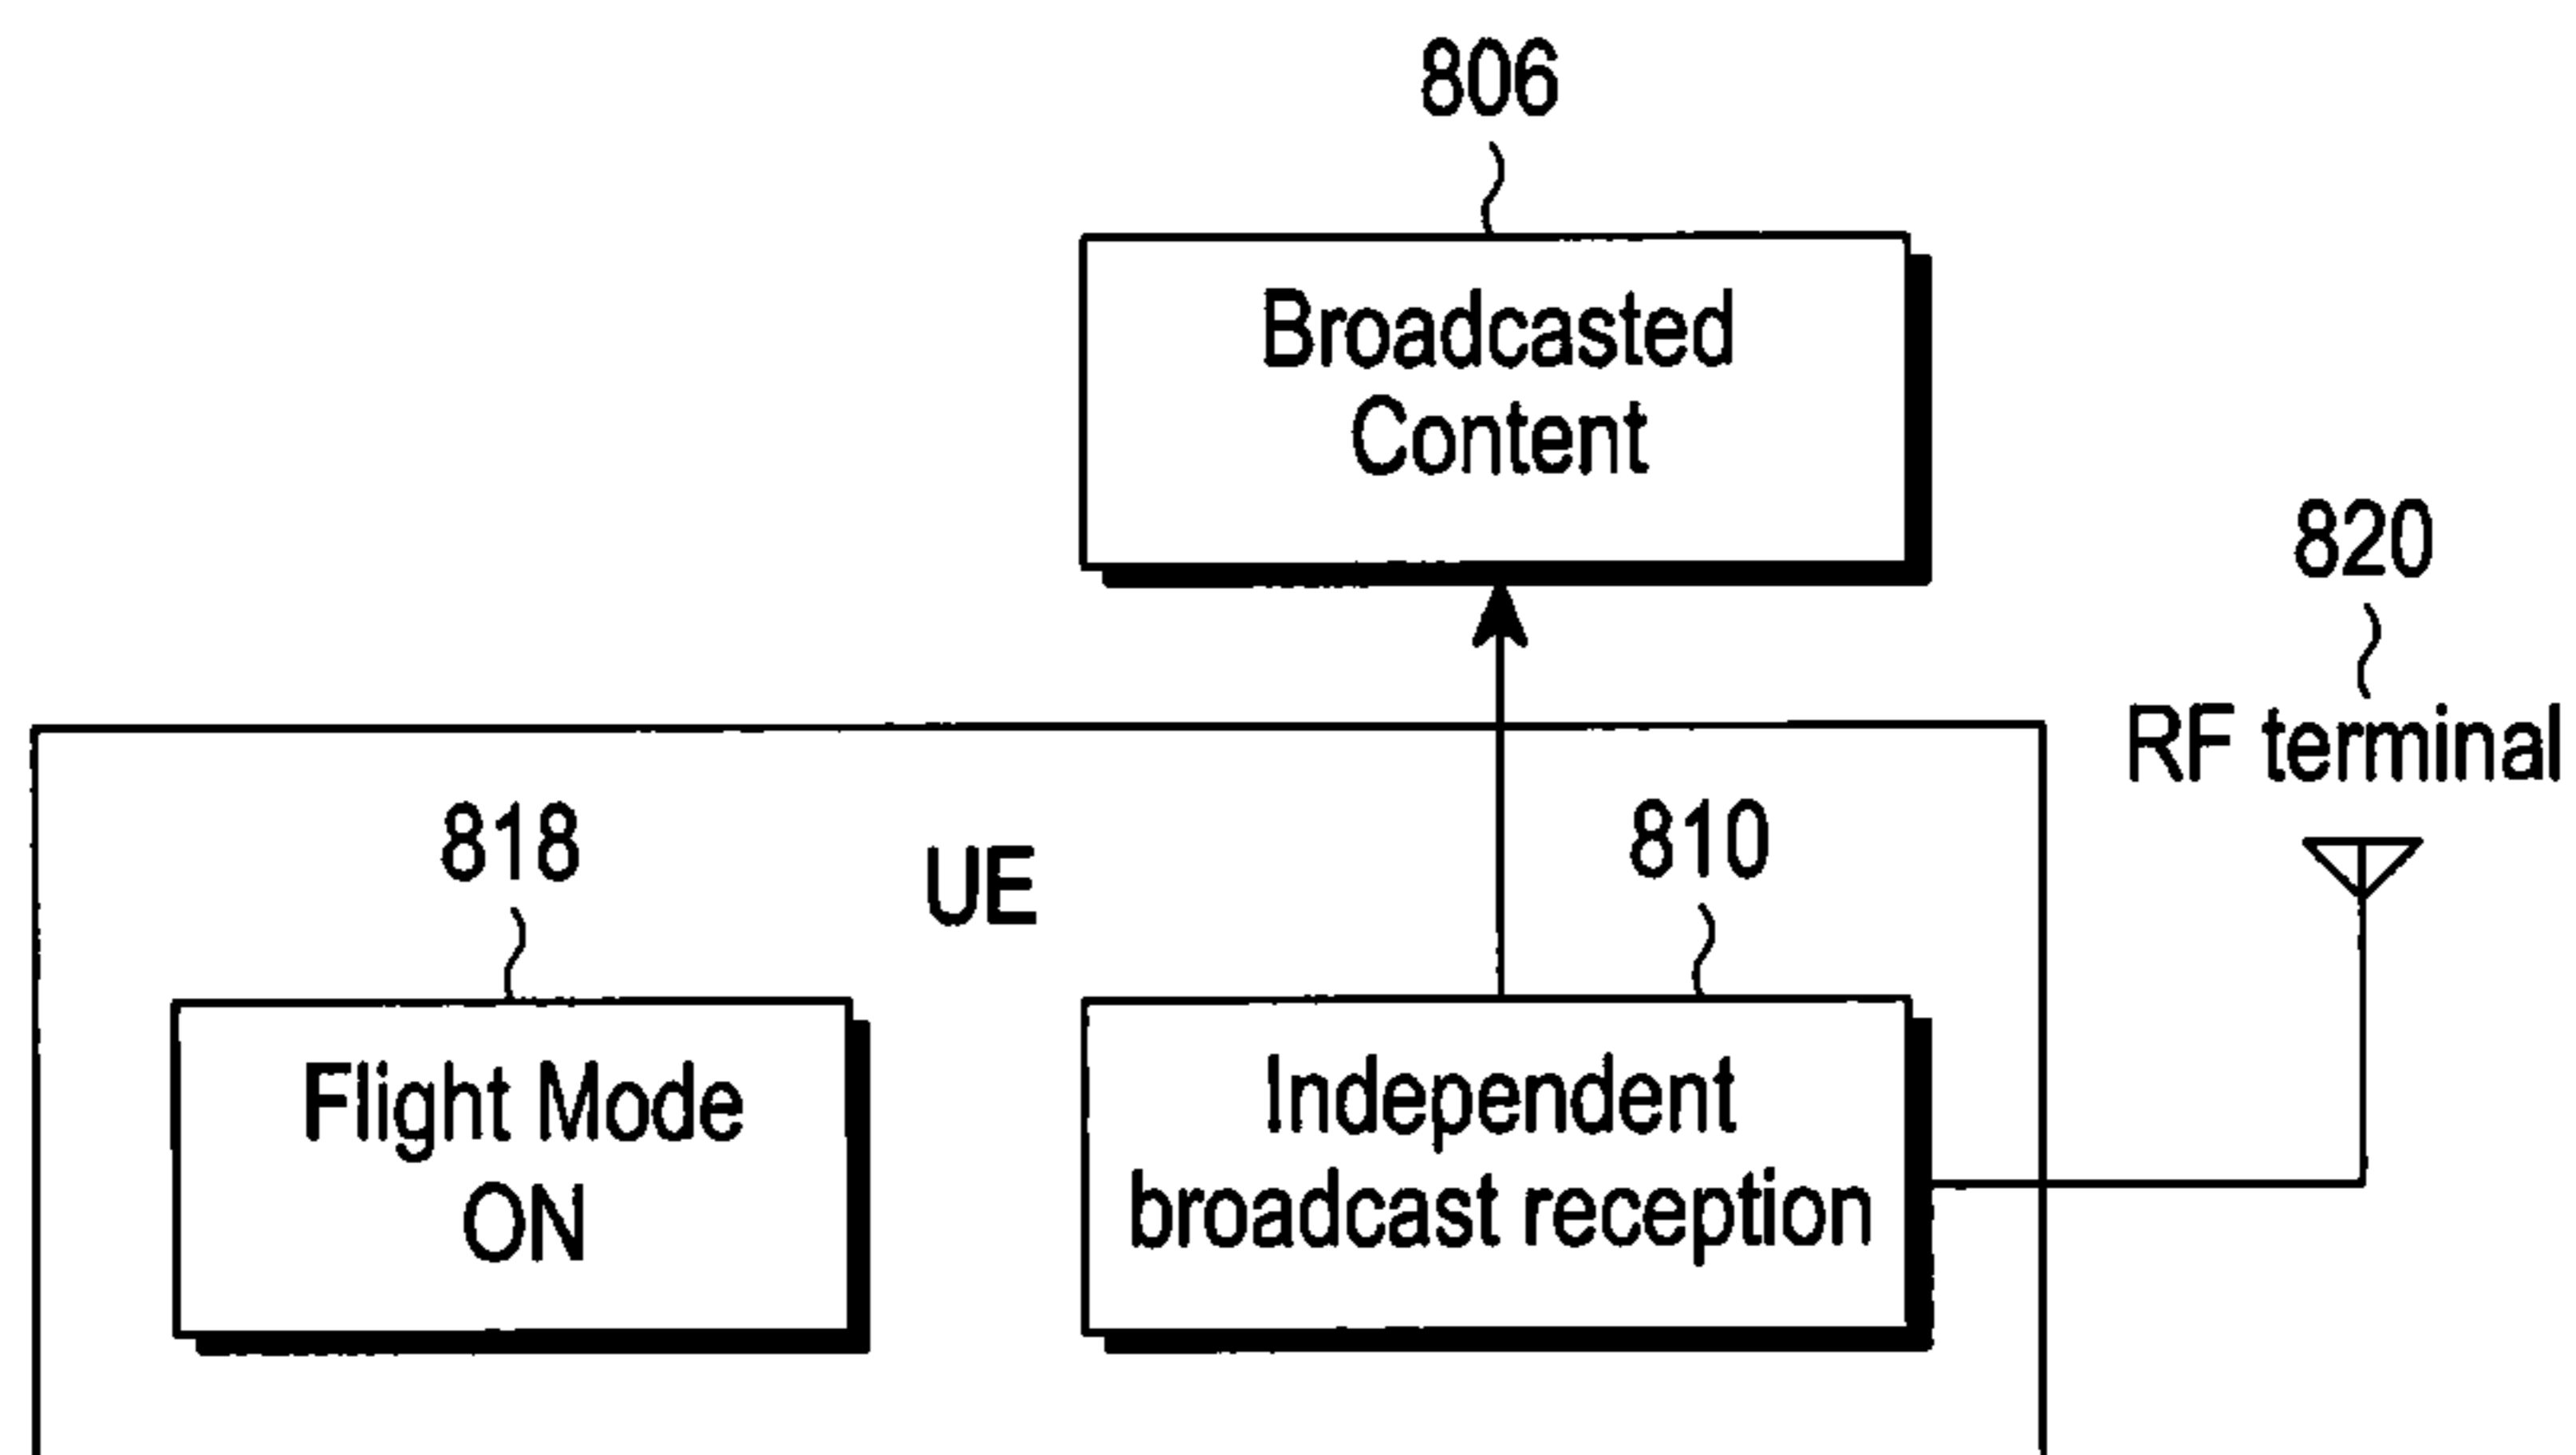 806
Broadcasted
Content
820
RF terminal
818
UE
810
Flight Mode
ON
Independent
broadcast reception